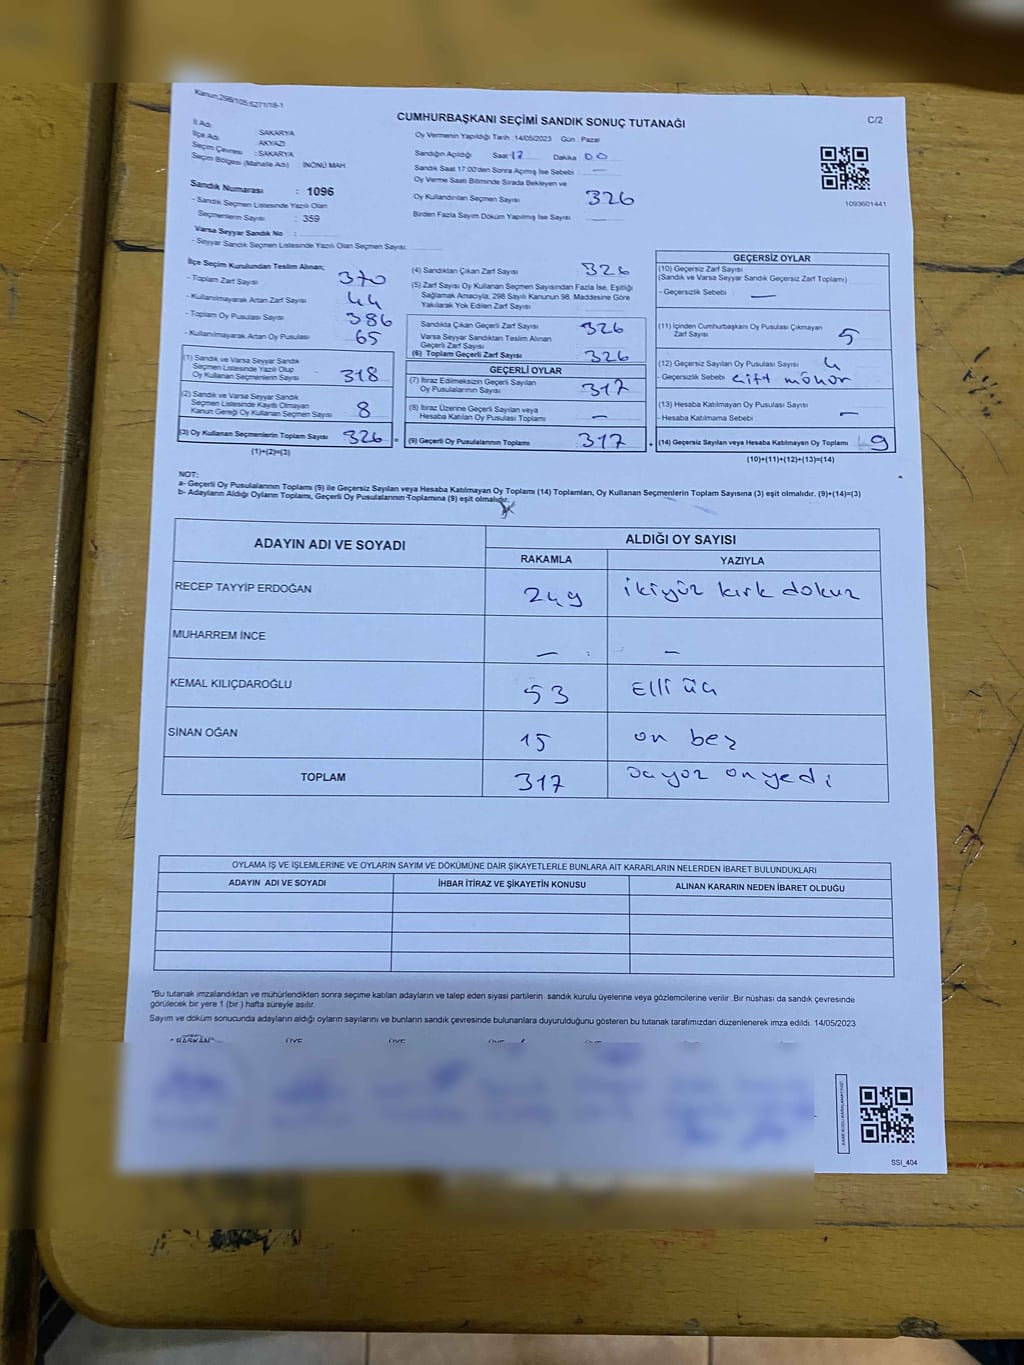 Kanun:298/105;6271/18-1
CUMHURBAŞKANI SEÇİMİ SANDIK SONUÇ TUTANAĞI
C/2
İl Adı : SAKARYA
İlçe Adı : AKYAZI
Seçim Çevresi : SAKARYA
Seçim Bölgesi (Mahalle Adı) : İNÖNÜ MAH
Sandık Numarası : 1096
- Sandık Seçmen Listesinde Yazılı Olan
Seçmenlerin Sayısı : 359
Varsa Seyyar Sandık No :
- Seyyar Sandık Seçmen Listesinde Yazılı Olan Seçmen Sayısı:
Oy Vermenin Yapıldığı Tarih :14/05/2023 Gün : Pazar
Sandığın Açıldığı Saat 17 Dakika 00
Sandık Saat 17:00'den Sonra Açılmış İse Sebebi : —
Oy Verme Saati Bitiminde Sırada Bekleyen ve
Oy Kullandırılan Seçmen Sayısı 326
Birden Fazla Sayım Döküm Yapılmış İse Sayısı
1093601441
İlçe Seçim Kurulundan Teslim Alınan;
- Toplam Zarf Sayısı : 370
- Kullanılmayarak Artan Zarf Sayısı : 44
- Toplam Oy Pusulası Sayısı : 386
- Kullanılmayarak Artan Oy Pusulası : 65
(1) Sandık ve Varsa Seyyar Sandık
Seçmen Listesinde Yazılı Olup
Oy Kullanan Seçmenlerin Sayısı : 318
(2) Sandık ve Varsa Seyyar Sandık
Seçmen Listesinde Kayıtlı Olmayan
Kanun Gereği Oy Kullanan Seçmen Sayısı : 8
(3) Oy Kullanan Seçmenlerin Toplam Sayısı : 326 =
(1)+(2)=(3)
(4) Sandıktan Çıkan Zarf Sayısı : 326
(5) Zarf Sayısı Oy Kullanan Seçmen Sayısından Fazla İse, Eşitliği
Sağlamak Amacıyla, 298 Sayılı Kanunun 98. Maddesine Göre
Yakılarak Yok Edilen Zarf Sayısı
Sandıkta Çıkan Geçerli Zarf Sayısı : 326
Varsa Seyyar Sandıktan Teslim Alınan
Geçerli Zarf Sayısı
(6) Toplam Geçerli Zarf Sayısı : 326
GEÇERLİ OYLAR
(7) İtiraz Edilmeksizin Geçerli Sayılan
Oy Pusulalarının Sayısı : 317
(8) İtiraz Üzerine Geçerli Sayılan veya
Hesaba Katılan Oy Pusulası Toplamı : —
(9) Geçerli Oy Pusulalarının Toplamı : 317 +
GEÇERSİZ OYLAR
(10) Geçersiz Zarf Sayısı
(Sandık ve Varsa Seyyar Sandık Geçersiz Zarf Toplamı)
- Geçersizlik Sebebi : —
(11) İçinden Cumhurbaşkanı Oy Pusulası Çıkmayan
Zarf Sayısı 5
(12) Geçersiz Sayılan Oy Pusulası Sayısı : 4
- Geçersizlik Sebebi : Çift mühür
(13) Hesaba Katılmayan Oy Pusulası Sayısı : —
- Hesaba Katılmama Sebebi :
(14) Geçersiz Sayılan veya Hesaba Katılmayan Oy Toplamı : 9
(10)+(11)+(12)+(13)=(14)
NOT:
a- Geçerli Oy Pusulalarının Toplamı (9) ile Geçersiz Sayılan veya Hesaba Katılmayan Oy Toplamı (14) Toplamları, Oy Kullanan Seçmenlerin Toplam Sayısına (3) eşit olmalıdır. (9)+(14)=(3)
b- Adayların Aldığı Oyların Toplamı, Geçerli Oy Pusulalarının Toplamına (9) eşit olmalıdır.
ADAYIN ADI VE SOYADI
ALDIĞI OY SAYISI
RAKAMLA YAZIYLA
RECEP TAYYİP ERDOĞAN 249 ikiyüz kırk dokuz
MUHARREM İNCE — —
KEMAL KILIÇDAROĞLU 53 Elli üç
SİNAN OĞAN 15 on beş
TOPLAM 317 üçyüz onyedi
OYLAMA İŞ VE İŞLEMLERİNE VE OYLARIN SAYIM VE DÖKÜMÜNE DAİR ŞİKAYETLERLE BUNLARA AİT KARARLARIN NELERDEN İBARET BULUNDUKLARI
ADAYIN ADI VE SOYADI İHBAR İTİRAZ VE ŞİKAYETİN KONUSU ALINAN KARARIN NEDEN İBARET OLDUĞU
"Bu tutanak imzalandıktan ve mühürlendikten sonra seçime katılan adayların ve talep eden siyasi partilerin sandık kurulu üyelerine veya gözlemcilerine verilir .Bir nüshası da sandık çevresinde
görülecek bir yere 1 (bir ) hafta süreyle asılır.
Sayım ve döküm sonucunda adayların aldığı oyların sayılarını ve bunların sandık çevresinde bulunanlara duyurulduğunu gösteren bu tutanak tarafımızdan düzenlenerek imza edildi. 14/05/2023
BAŞKAN ÜYE ÜYE ÜYE ÜYE
SSI_404